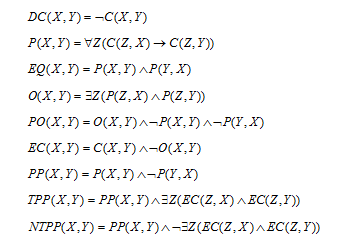 DC(X,Y)=¬C(X,Y)
P(X,Y)=∀Z(C(Z,X)→C(Z,Y))
EQ(X,Y)=P(X,Y)∧P(Y,X)
O(X,Y)=∃Z(P(Z,X)∧P(Z,Y))
PO(X,Y)=O(X,Y)∧¬P(X,Y)∧¬P(Y,X)
EC(X,Y)=C(X,Y)∧¬O(X,Y)
PP(X,Y)=P(X,Y)∧¬P(Y,X)
TPP(X,Y)=PP(X,Y)∧∃Z(EC(Z,X)∧EC(Z,Y))
NTPP(X,Y)=PP(X,Y)∧¬∃Z(EC(Z,X)∧EC(Z,Y))